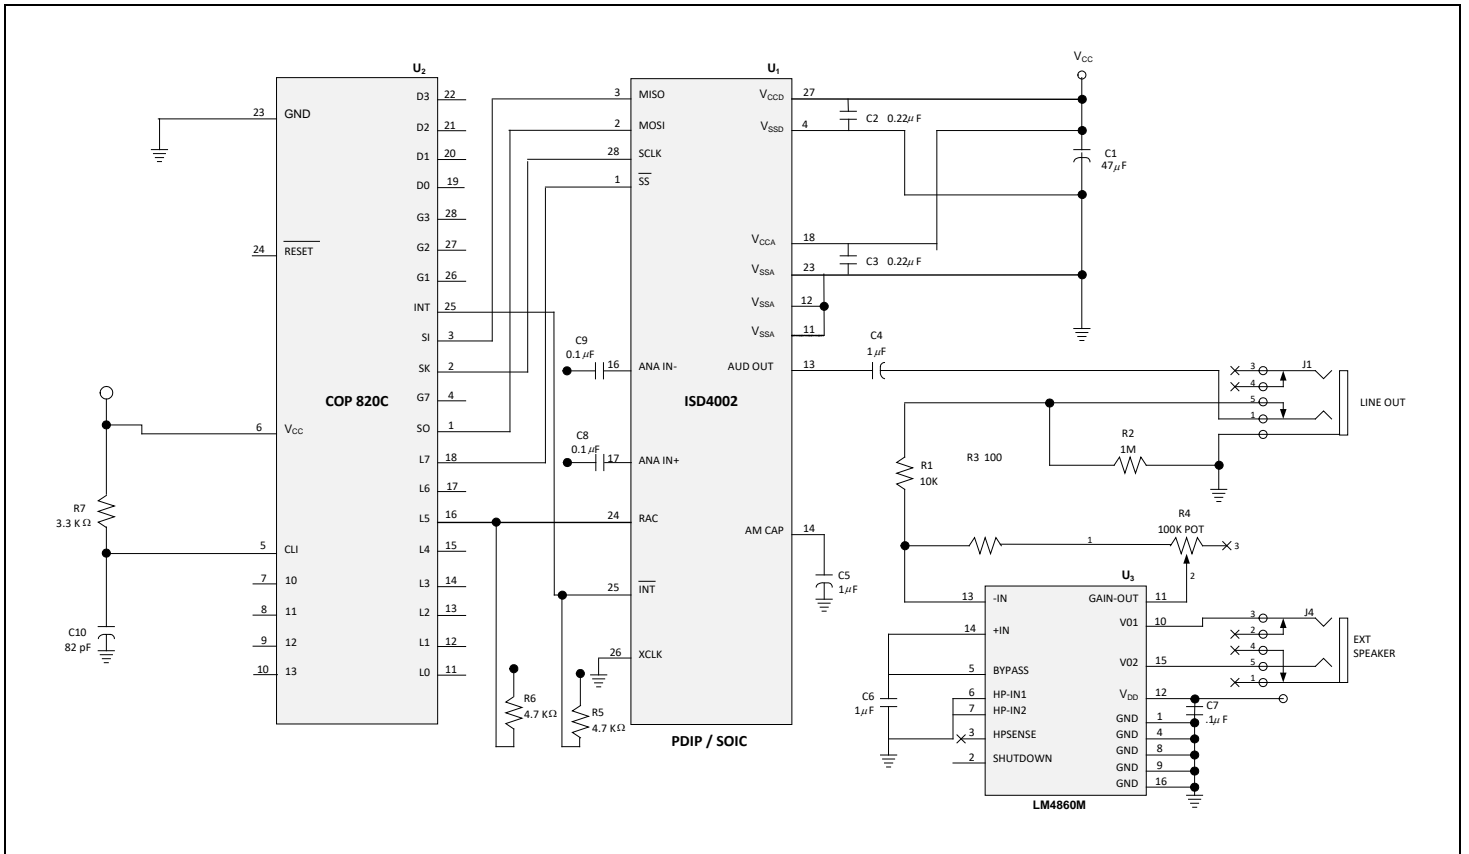 U2
COP 820C
23 GND
24 RESET
6 VCC
5 CLI
7 10
8 11
9 12
10 13
D3 22
D2 21
D1 20
D0 19
G3 28
G2 27
G1 26
INT 25
SI 3
SK 2
G7 4
SO 1
L7 18
L6 17
L5 16
L4 15
L3 14
L2 13
L1 12
L0 11
R7
3.3 KΩ
C10
82 pF
R6
4.7 KΩ
R5
4.7 KΩ
C9
0.1 µF
C8
0.1 µF
U1
ISD4002
PDIP / SOIC
3 MISO
2 MOSI
28 SCLK
1 SS
16 ANA IN-
17 ANA IN+
24 RAC
25 INT
26 XCLK
VCCD 27
VSSD 4
VCCA 18
VSSA 23
VSSA 12
VSSA 11
AUD OUT 13
AM CAP 14
VCC
C2 0.22µF
C1
47µF
C3 0.22µF
C4
1µF
C5
1µF
J1
3
4
5
1
LINE OUT
R2
1M
R1
10K
R3 100
R4
100K POT
1
3
2
U3
LM4860M
13 -IN
14 +IN
5 BYPASS
6 HP-IN1
7 HP-IN2
3 HPSENSE
2 SHUTDOWN
GAIN-OUT 11
V01 10
V02 15
VDD 12
GND 1
GND 4
GND 8
GND 9
GND 16
C6
1µF
C7
.1µF
J4
3
2
4
5
1
EXT
SPEAKER